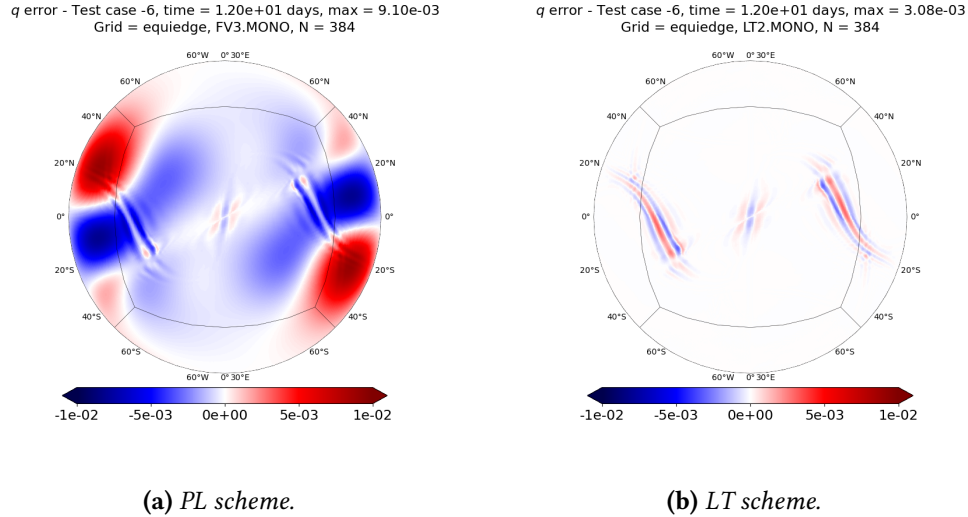 q error - Test case -6, time = 1.20e+01 days, max = 9.10e-03
Grid = equiedge, FV3.MONO, N = 384
60°W 0° 30°E
60°N 60°N
40°N 40°N
20°N 20°N
0° 0°
20°S 20°S
40°S 40°S
60°S 60°S
60°W 0° 30°E
-1e-02 -5e-03 0e+00 5e-03 1e-02
(a) PL scheme.
q error - Test case -6, time = 1.20e+01 days, max = 3.08e-03
Grid = equiedge, LT2.MONO, N = 384
60°W 0° 30°E
60°N 60°N
40°N 40°N
20°N 20°N
0° 0°
20°S 20°S
40°S 40°S
60°S 60°S
60°W 0° 30°E
-1e-02 -5e-03 0e+00 5e-03 1e-02
(b) LT scheme.